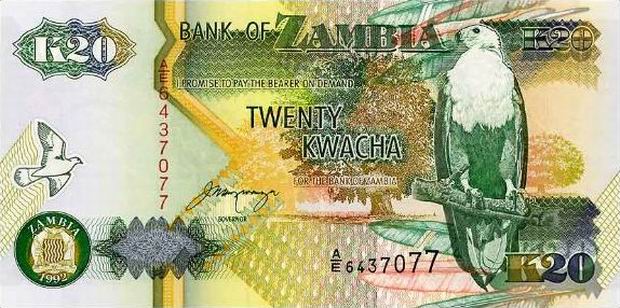 K20
BANK OF ZAMBIA
K20
I PROMISE TO PAY THE BEARER ON DEMAND
A/E 6437077
TWENTY
KWACHA
FOR THE BANK OF ZAMBIA
GOVERNOR
ZAMBIA
1992
A/E 6437077
K20